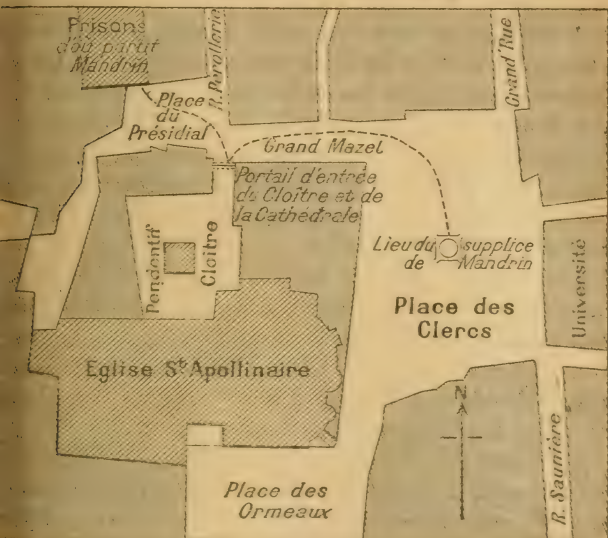 Prisons
d'où partit
Mandrin
R. Perollerie
Grand'Rue
Place
du
Présidial
Grand Mazel
Portail d'entrée
du Cloître et de
la Cathédrale
Pendentif
Cloître
Lieu du supplice
de Mandrin
Université
Place des
Clercs
Eglise St Apollinaire
N
R. Saunière
Place des
Ormeaux